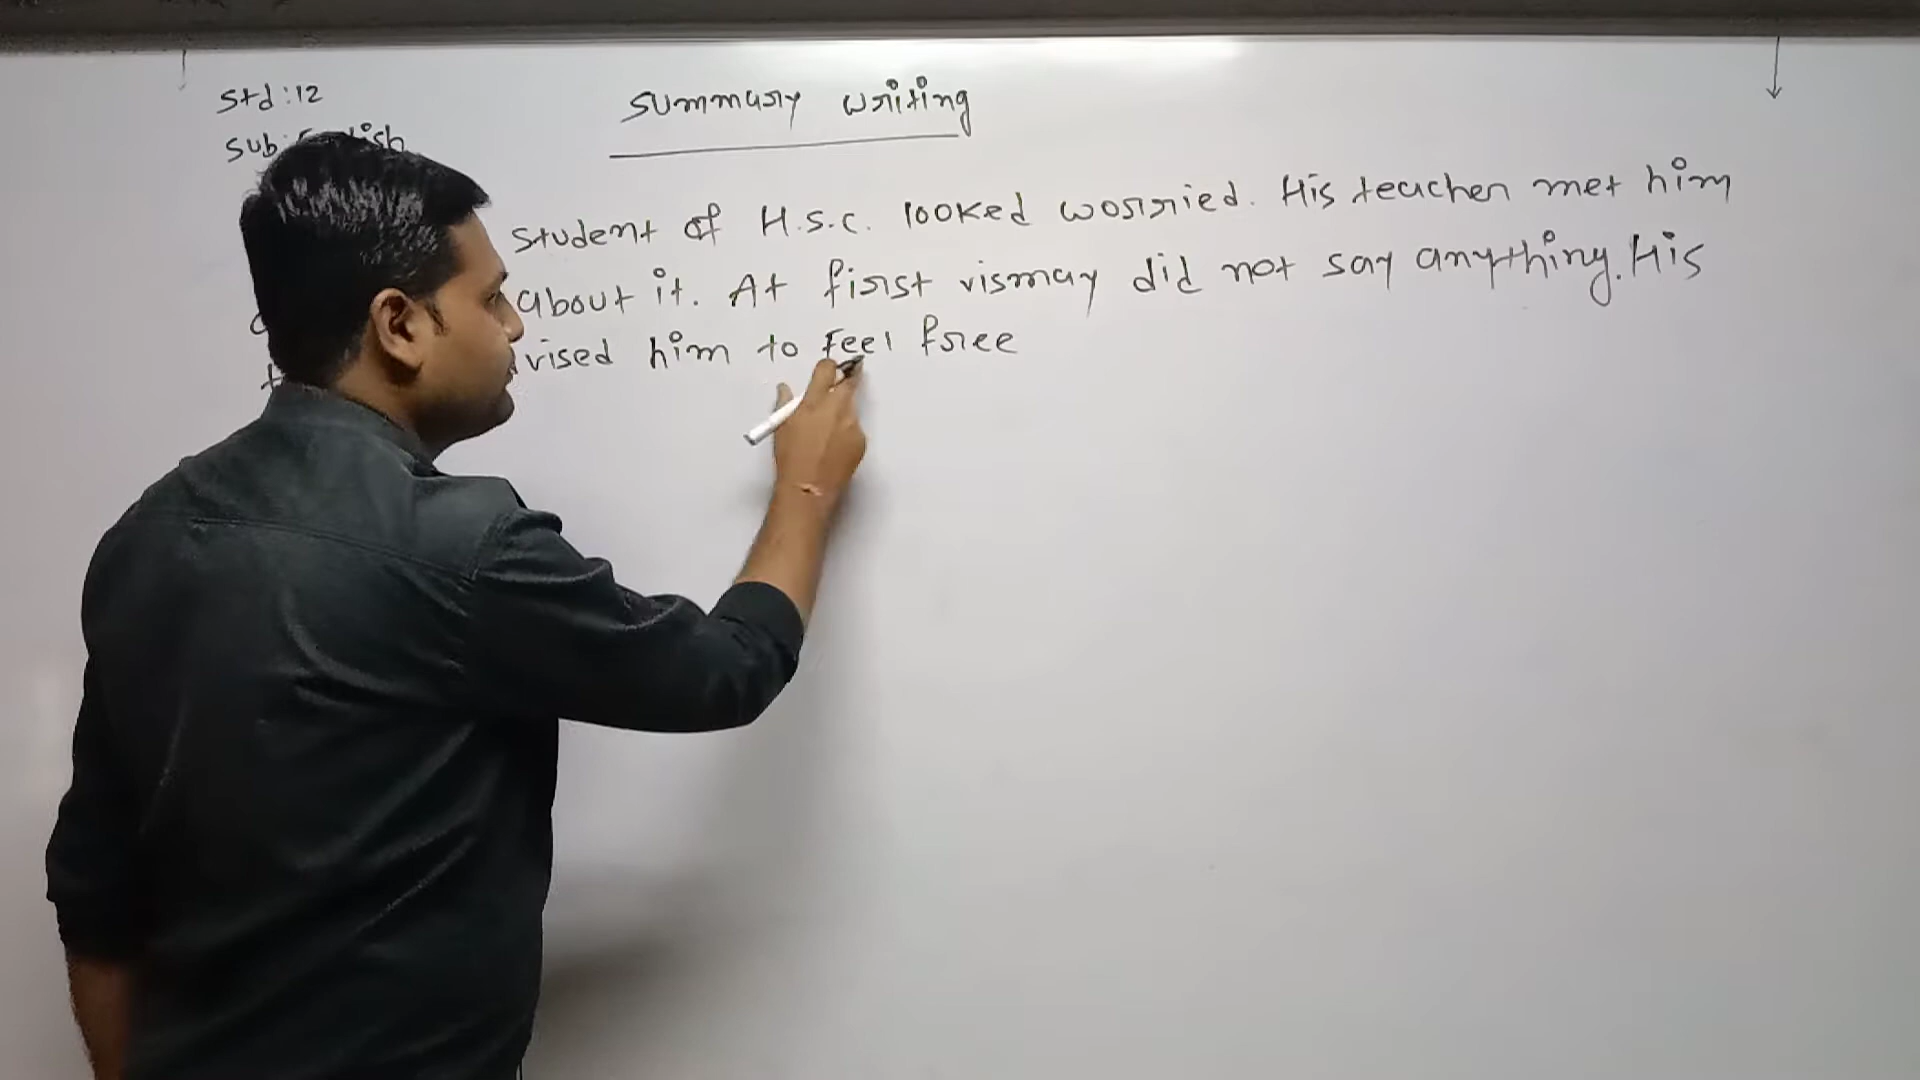 Std:12
Summary writing
Sub: English
student of H.S.C. looked worried. His teacher met him
about it. At first vismay did not say anything. His
vised him to Feel free